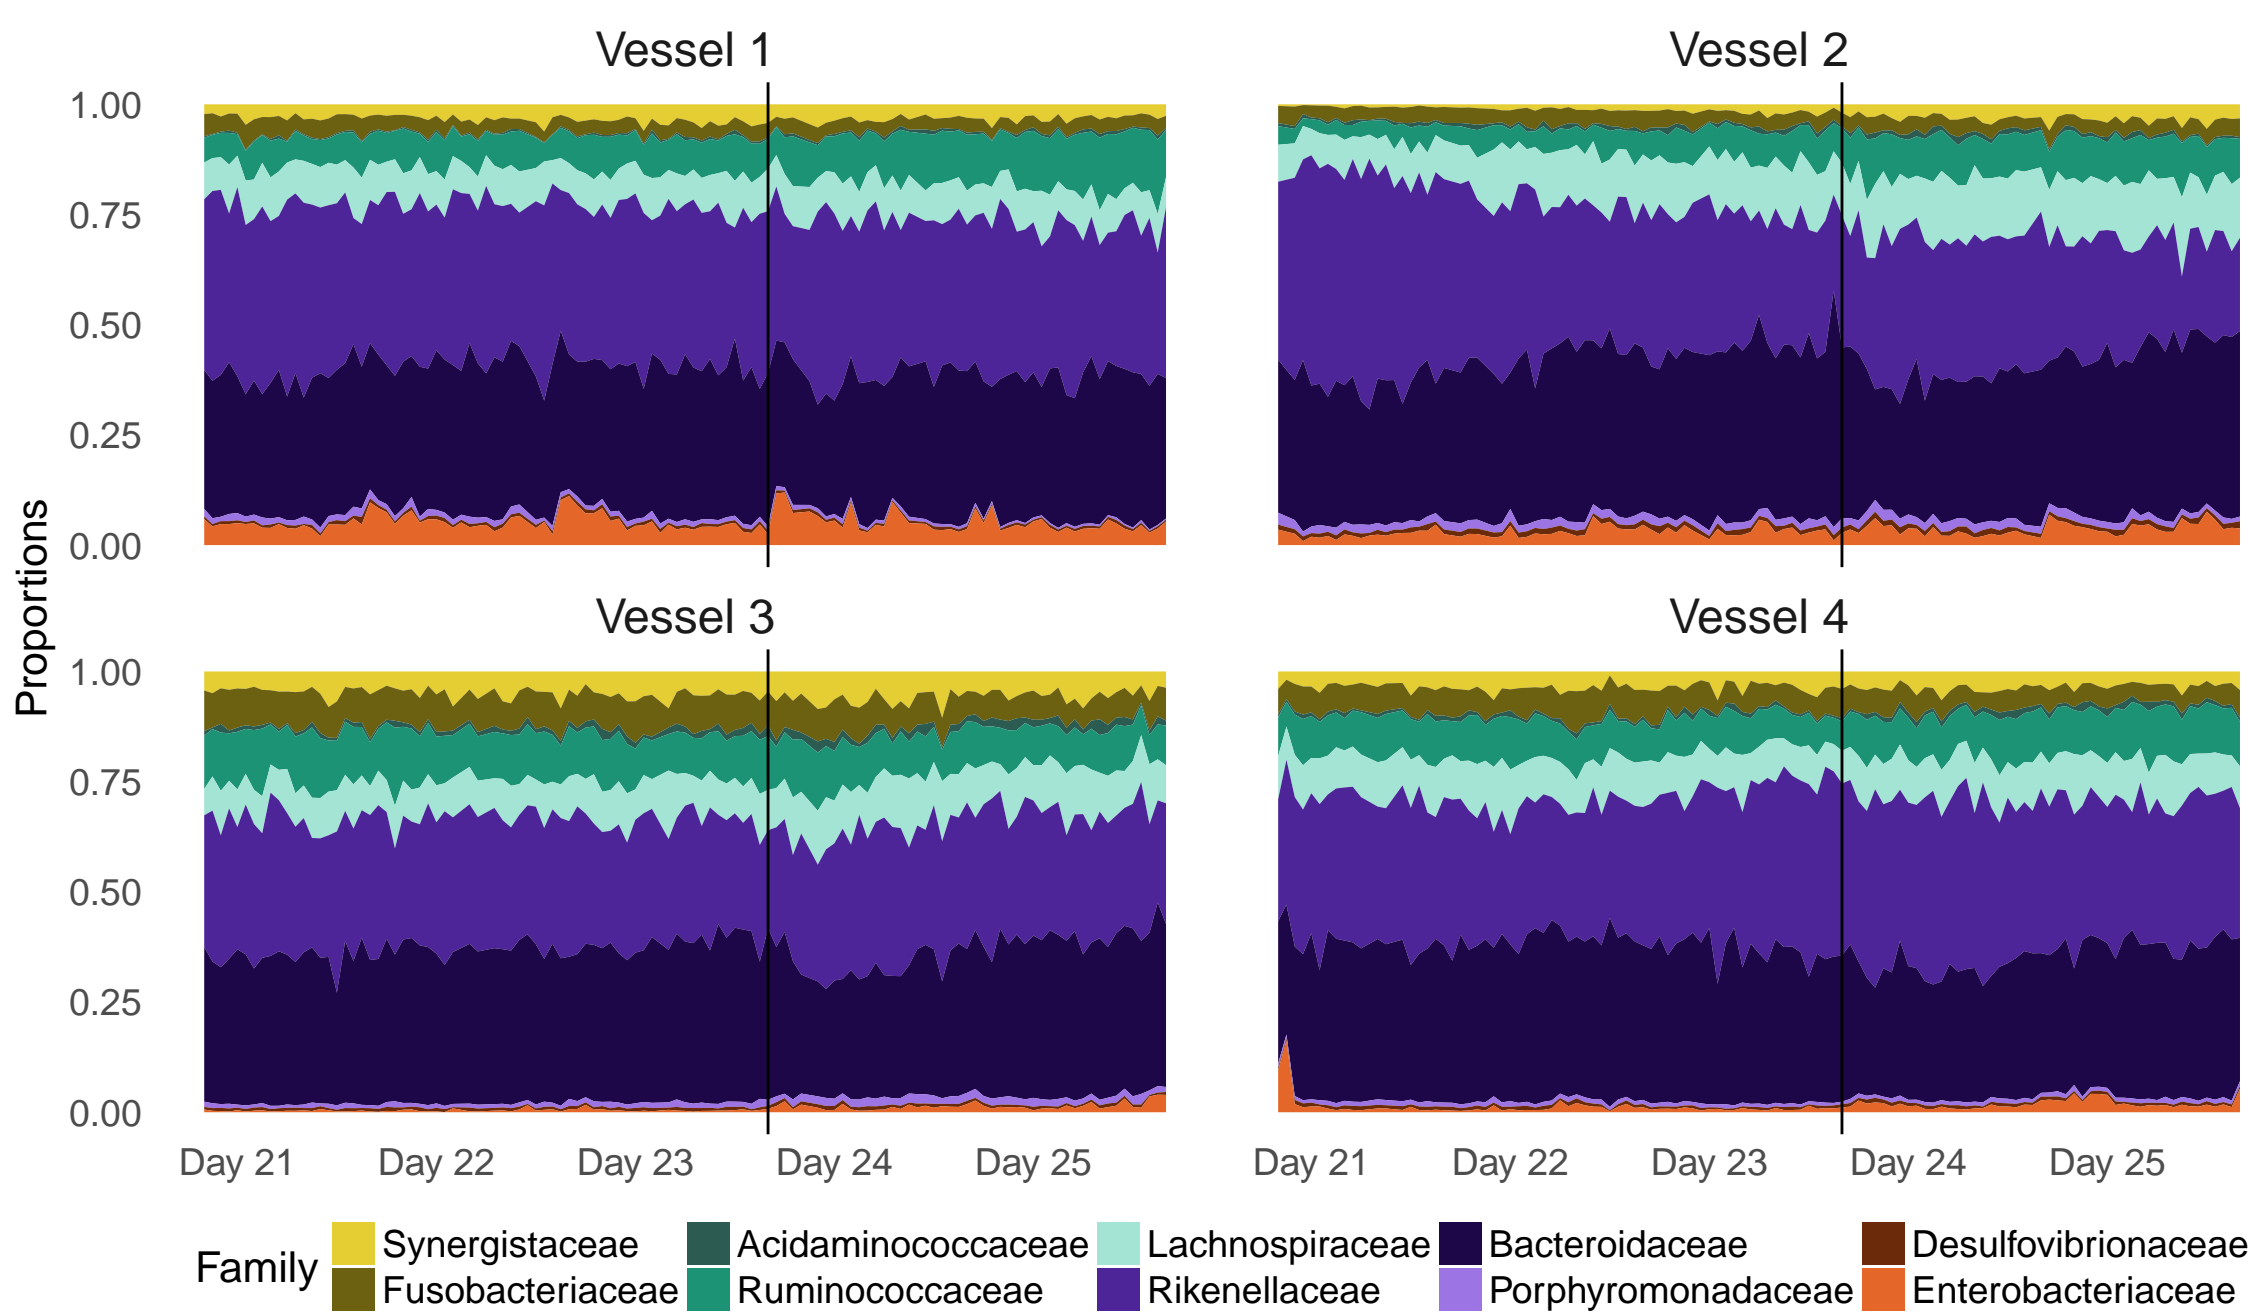 Vessel 1 Vessel 2
1.00
0.75
0.50
0.25
0.00
Proportions
Vessel 3 Vessel 4
1.00
0.75
0.50
0.25
0.00
Day 21 Day 22 Day 23 Day 24 Day 25 Day 21 Day 22 Day 23 Day 24 Day 25
Family
Synergistaceae Acidaminococcaceae Lachnospiraceae Bacteroidaceae Desulfovibrionaceae
Fusobacteriaceae Ruminococcaceae Rikenellaceae Porphyromonadaceae Enterobacteriaceae